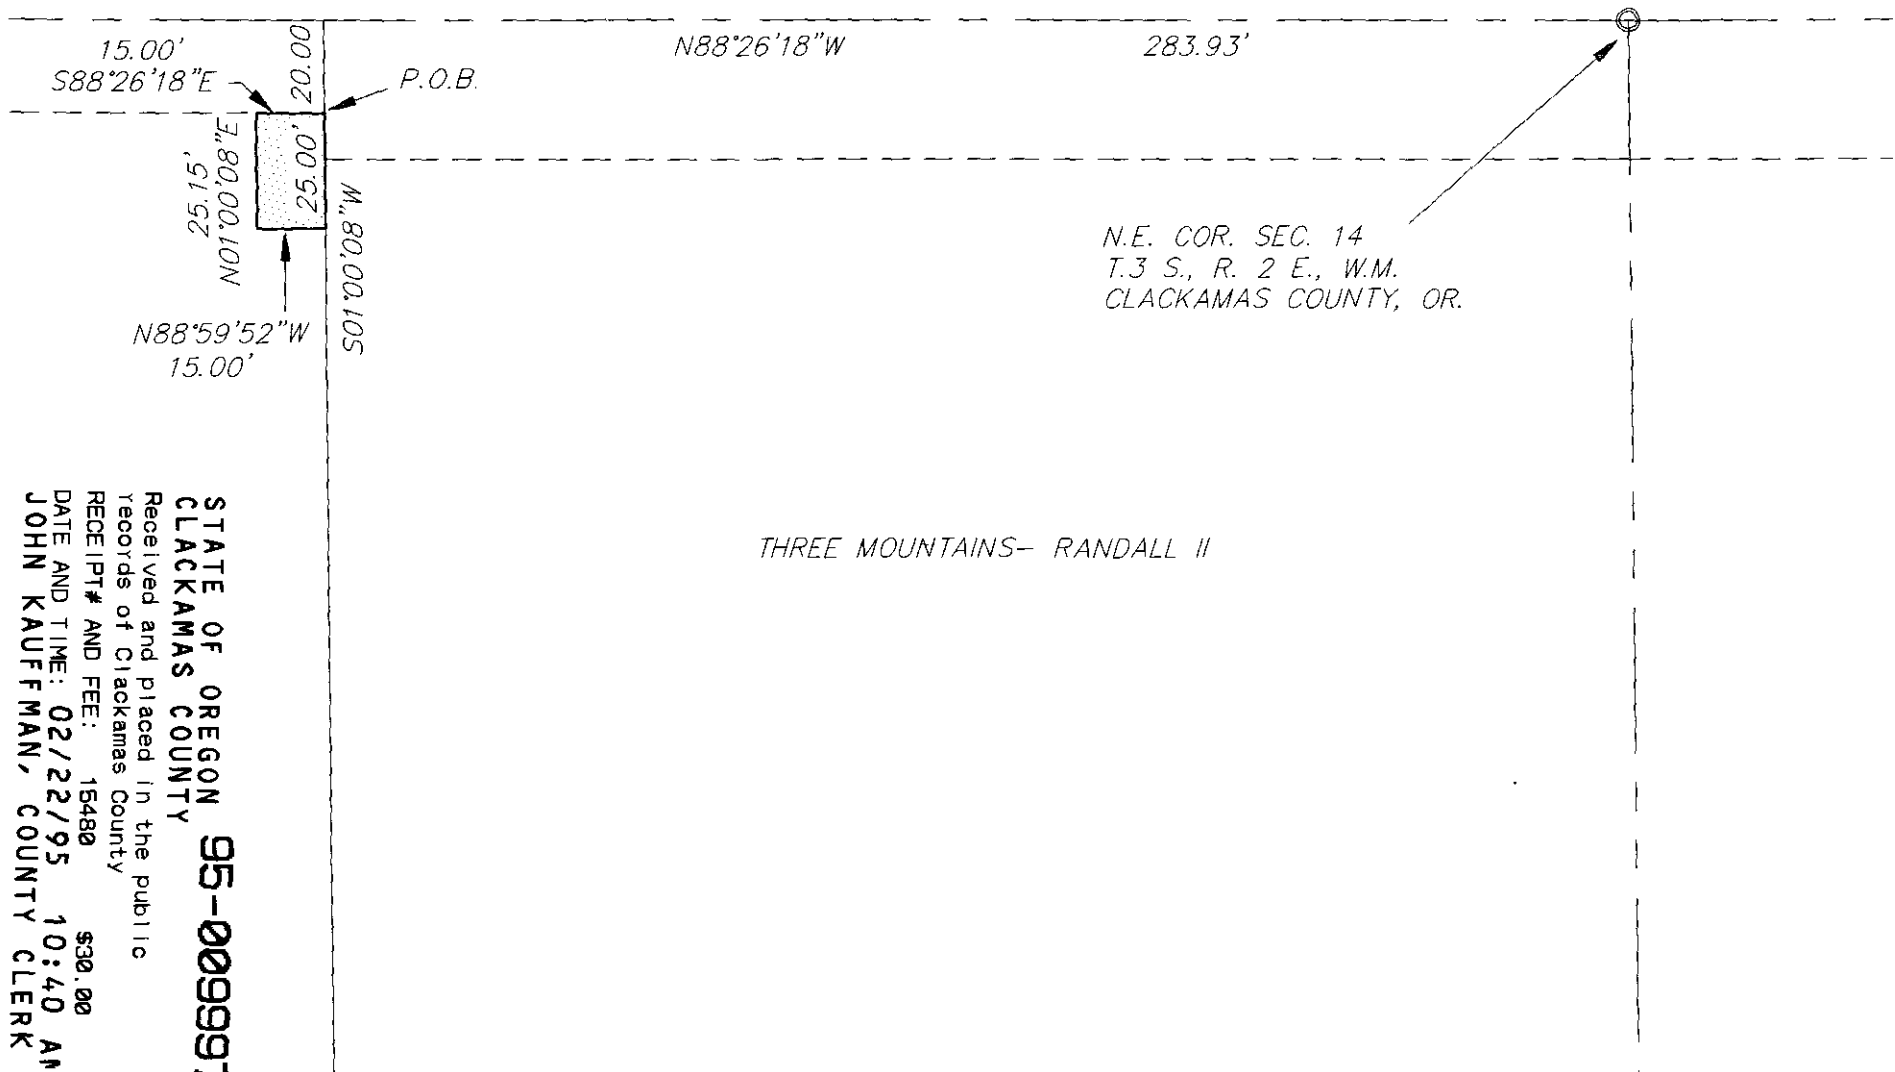 15.00'
S88°26'18"E
20.00
P.O.B.
N88°26'18"W
283.93'
25.00'
N01°00'08"E
25.15'
S01°00'08"W
N88°59'52"W
15.00'
N.E. COR. SEC. 14
T.3 S., R. 2 E., W.M.
CLACKAMAS COUNTY, OR.
THREE MOUNTAINS- RANDALL II
STATE OF OREGON 95-00999
CLACKAMAS COUNTY
Received and placed in the public
records of Clackamas County
RECEIPT# AND FEE: 15480 $30.00
DATE AND TIME: 02/22/95 10:40 AM
JOHN KAUFFMAN, COUNTY CLERK